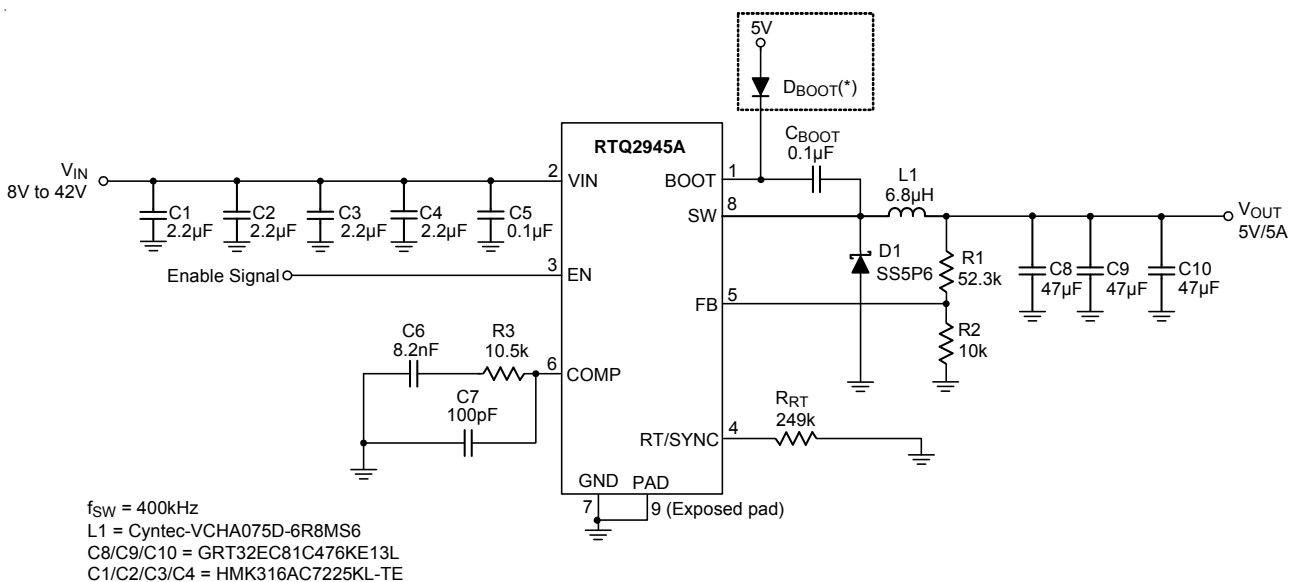 5V
DBOOT(*)
CBOOT
0.1µF
RTQ2945A
VIN
8V to 42V
2
VIN
BOOT
1
L1
6.8µH
C1
2.2µF
C2
2.2µF
C3
2.2µF
C4
2.2µF
C5
0.1µF
SW
8
VOUT
5V/5A
D1
SS5P6
R1
52.3k
C8
47µF
C9
47µF
C10
47µF
Enable Signal
3
EN
FB
5
R2
10k
C6
8.2nF
R3
10.5k
6
COMP
C7
100pF
RRT
249k
RT/SYNC
4
GND
PAD
7
9 (Exposed pad)
fSW = 400kHz
L1 = Cyntec-VCHA075D-6R8MS6
C8/C9/C10 = GRT32EC81C476KE13L
C1/C2/C3/C4 = HMK316AC7225KL-TE